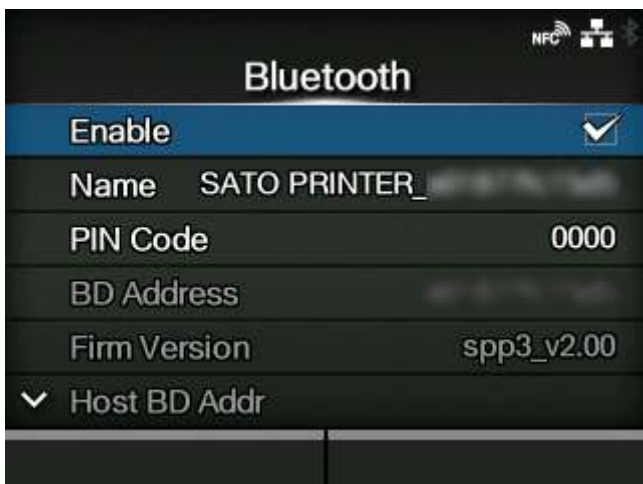 NFC
Bluetooth
Enable
Name SATO PRINTER_
PIN Code 0000
BD Address
Firm Version spp3_v2.00
Host BD Addr